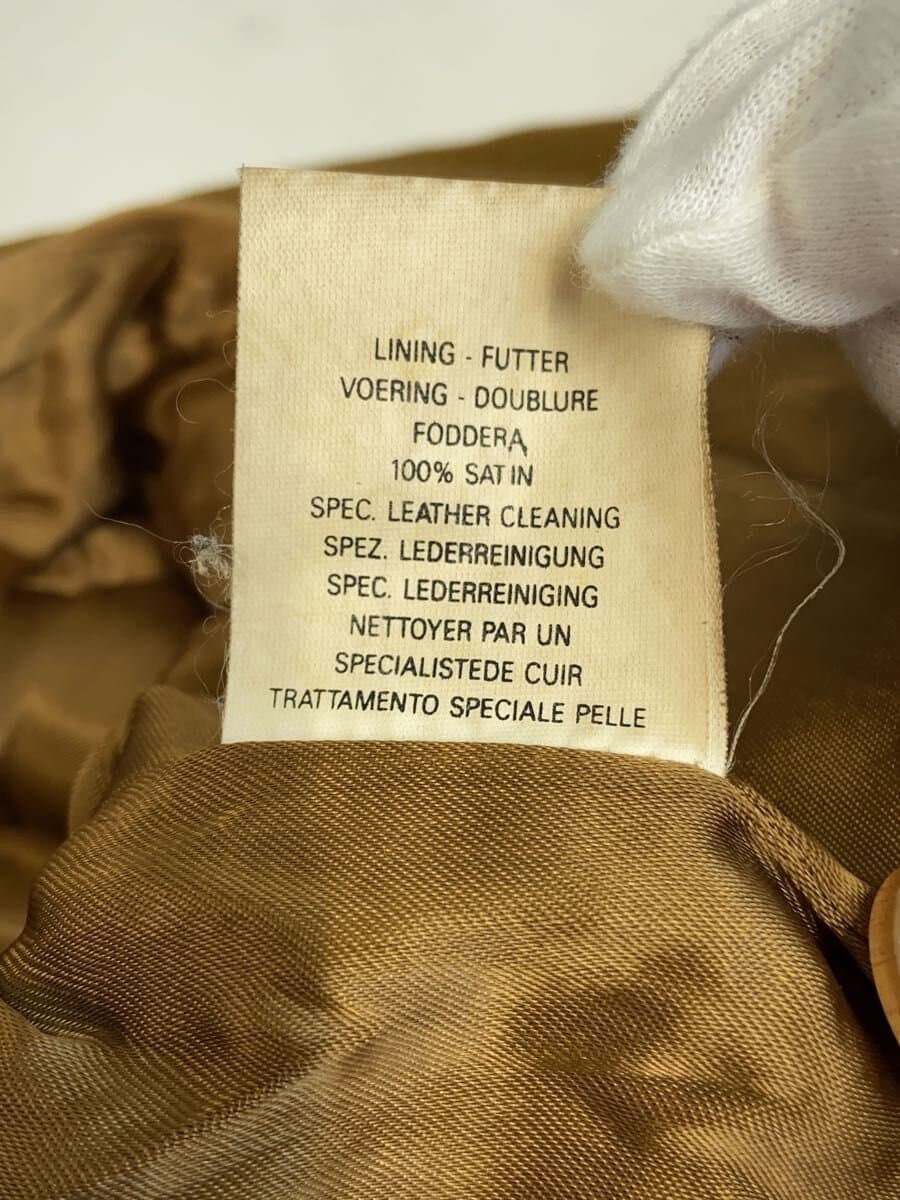 LINING - FUTTER
VOERING - DOUBLURE
FODDERA
100% SATIN
SPEC. LEATHER CLEANING
SPEZ. LEDERREINIGUNG
SPEC. LEDERREINIGING
NETTOYER PAR UN
SPECIALISTEDE CUIR
TRATTAMENTO SPECIALE PELLE